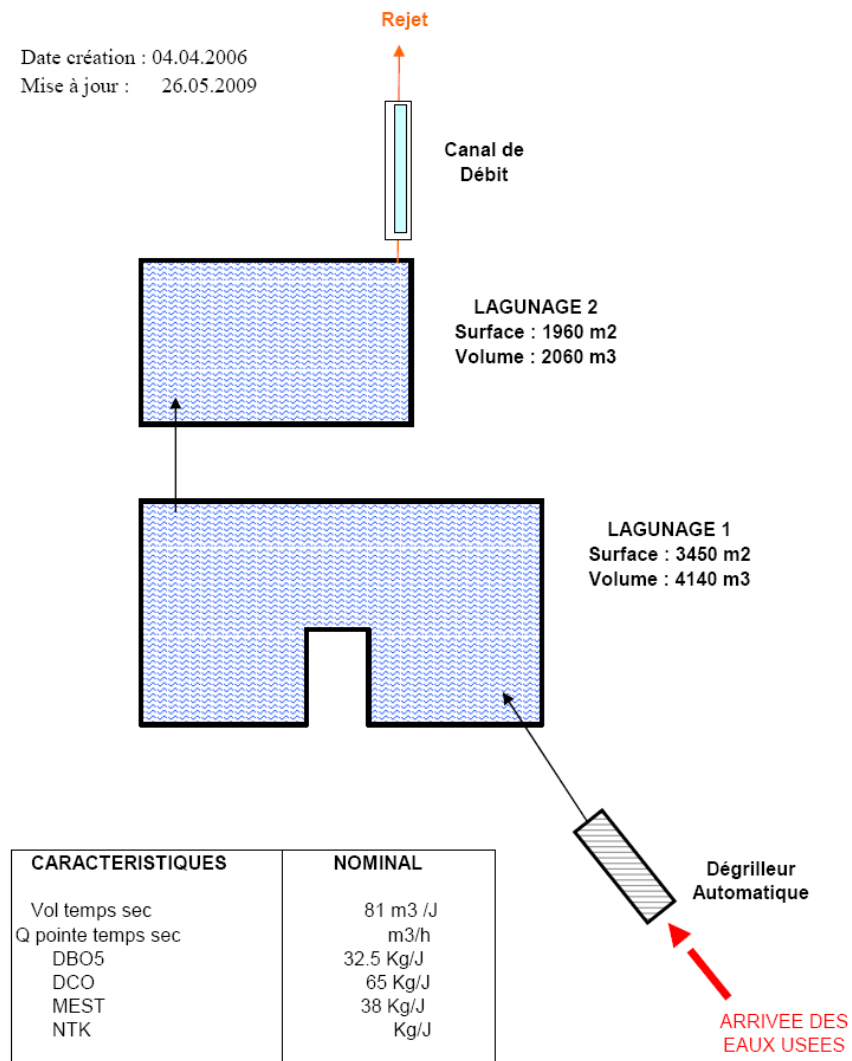 Rejet
Date création : 04.04.2006
Mise à jour : 26.05.2009
Canal de
Débit
LAGUNAGE 2
Surface : 1960 m2
Volume : 2060 m3
LAGUNAGE 1
Surface : 3450 m2
Volume : 4140 m3
Dégrilleur
Automatique
ARRIVEE DES
EAUX USEES
CARACTERISTIQUES NOMINAL
Vol temps sec 81 m3 /J
Q pointe temps sec m3/h
DBO5 32.5 Kg/J
DCO 65 Kg/J
MEST 38 Kg/J
NTK Kg/J